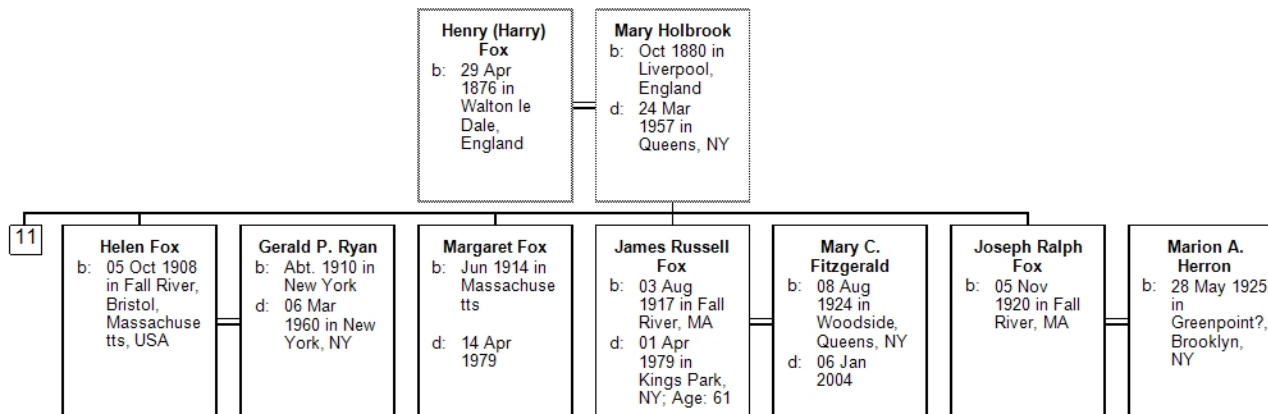 Henry (Harry)
Fox
b: 29 Apr
1876 in
Walton le
Dale,
England
Mary Holbrook
b: Oct 1880 in
Liverpool,
England
d: 24 Mar
1957 in
Queens, NY
11
Helen Fox
b: 05 Oct 1908
in Fall River,
Bristol,
Massachuse
tts, USA
Gerald P. Ryan
b: Abt. 1910 in
New York
d: 06 Mar
1960 in New
York, NY
Margaret Fox
b: Jun 1914 in
Massachuse
tts
d: 14 Apr
1979
James Russell
Fox
b: 03 Aug
1917 in Fall
River, MA
d: 01 Apr
1979 in
Kings Park,
NY; Age: 61
Mary C.
Fitzgerald
b: 08 Aug
1924 in
Woodside,
Queens, NY
d: 06 Jan
2004
Joseph Ralph
Fox
b: 05 Nov
1920 in Fall
River, MA
Marion A.
Herron
b: 28 May 1925
in
Greenpoint?,
Brooklyn,
NY